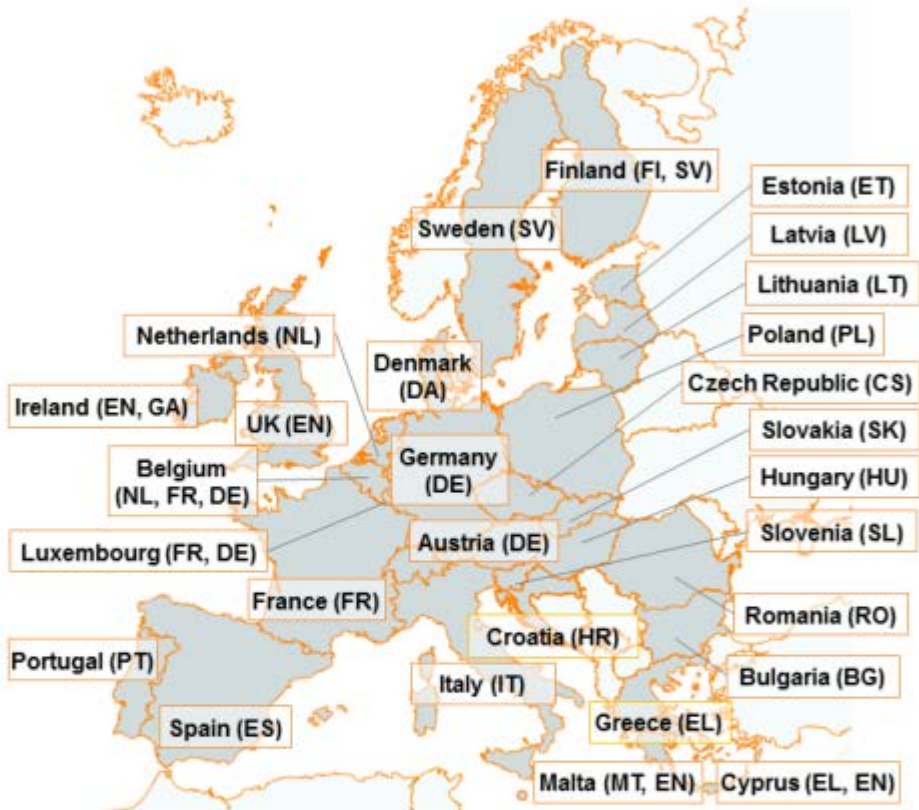 Finland (FI, SV)
Estonia (ET)
Sweden (SV)
Latvia (LV)
Lithuania (LT)
Netherlands (NL)
Poland (PL)
Denmark
(DA)
Czech Republic (CS)
Ireland (EN, GA)
UK (EN)
Slovakia (SK)
Belgium
(NL, FR, DE)
Germany
(DE)
Hungary (HU)
Slovenia (SL)
Luxembourg (FR, DE)
Austria (DE)
France (FR)
Romania (RO)
Croatia (HR)
Portugal (PT)
Italy (IT)
Bulgaria (BG)
Spain (ES)
Greece (EL)
Malta (MT, EN)
Cyprus (EL, EN)